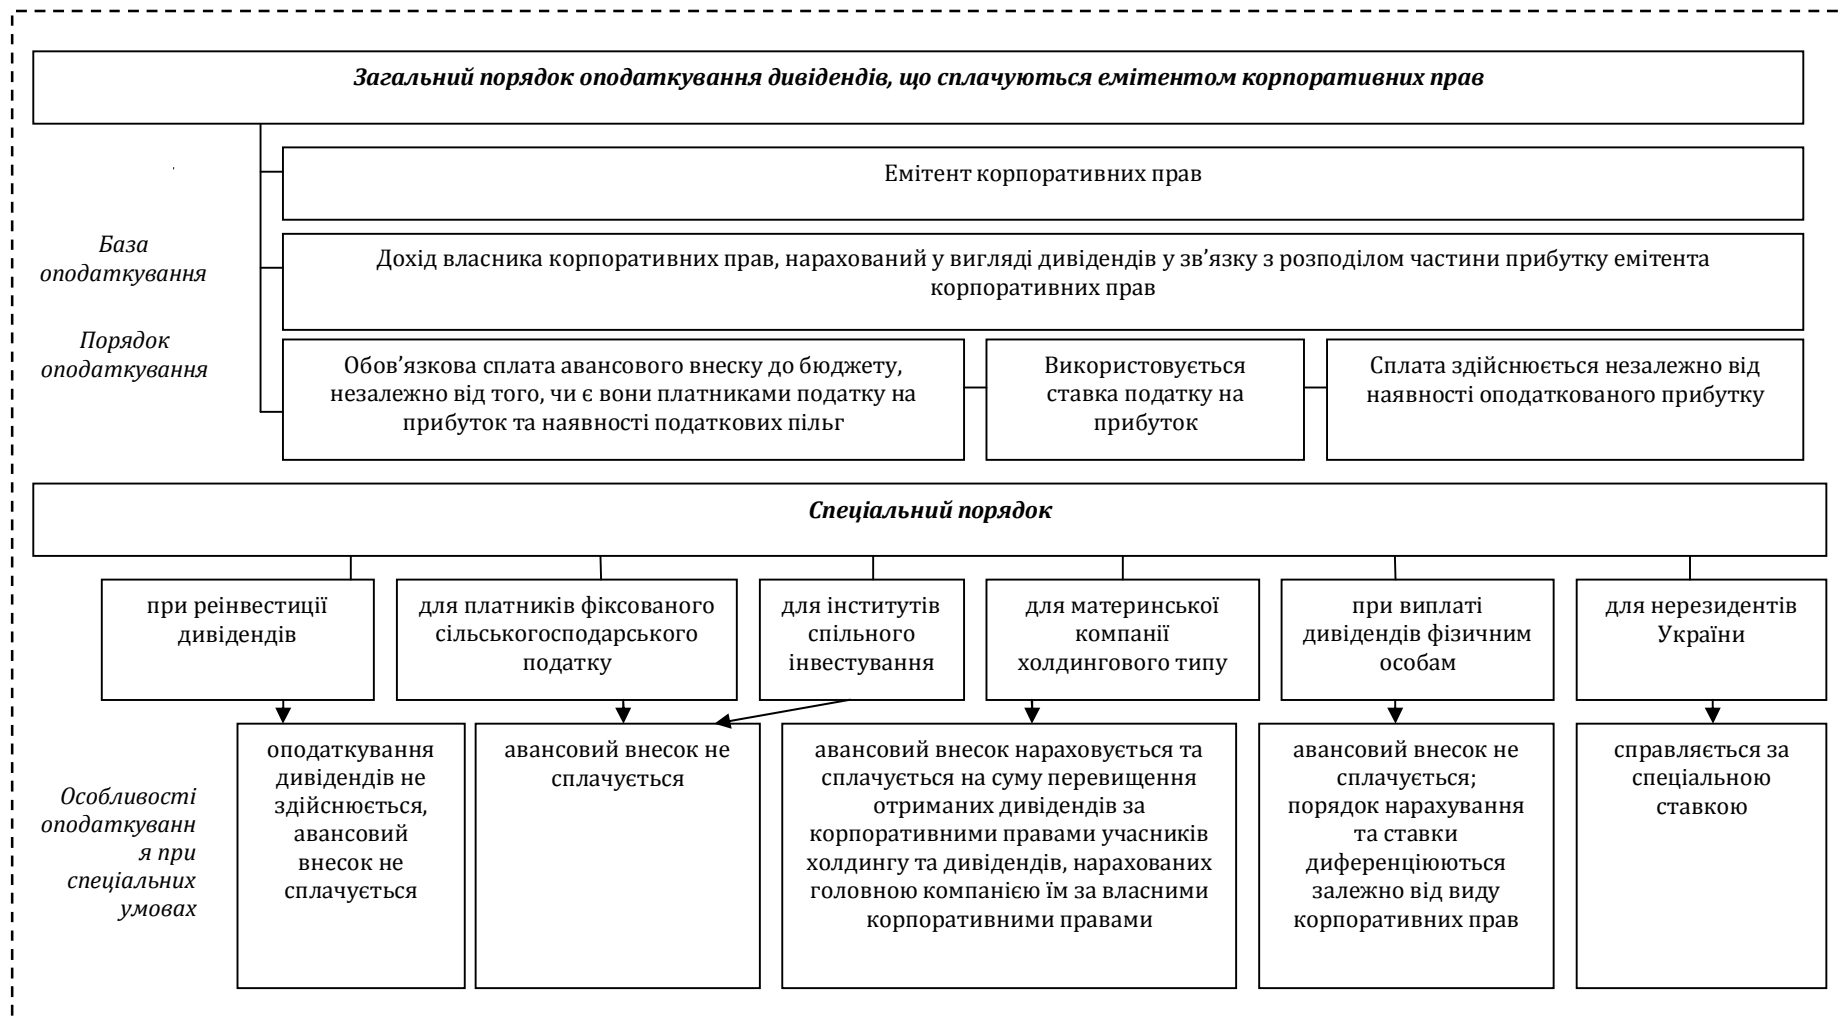 Загальний порядок оподаткування дивідендів, що сплачуються емітентом корпоративних прав
Емітент корпоративних прав
База
оподаткування
Дохід власника корпоративних прав, нарахований у вигляді дивідендів у зв’язку з розподілом частини прибутку емітента
корпоративних прав
Порядок
оподаткування
Обов’язкова сплата авансового внеску до бюджету,
незалежно від того, чи є вони платниками податку на
прибуток та наявності податкових пільг
Використовується
ставка податку на
прибуток
Сплата здійснюється незалежно від
наявності оподаткованого прибутку
Спеціальний порядок
при реінвестиції
дивідендів
для платників фіксованого
сільськогосподарського
податку
для інститутів
спільного
інвестування
для материнської
компанії
холдингового типу
при виплаті
дивідендів фізичним
особам
для нерезидентів
України
Особливості
оподаткуванн
я при
спеціальних
умовах
оподаткування
дивідендів не
здійснюється,
авансовий
внесок не
сплачується
авансовий внесок не
сплачується
авансовий внесок нараховується та
сплачується на суму перевищення
отриманих дивідендів за
корпоративними правами учасників
холдингу та дивідендів, нарахованих
головною компанією їм за власними
корпоративними правами
авансовий внесок не
сплачується;
порядок нарахування
та ставки
диференціюються
залежно від виду
корпоративних прав
справляється за
спеціальною
ставкою